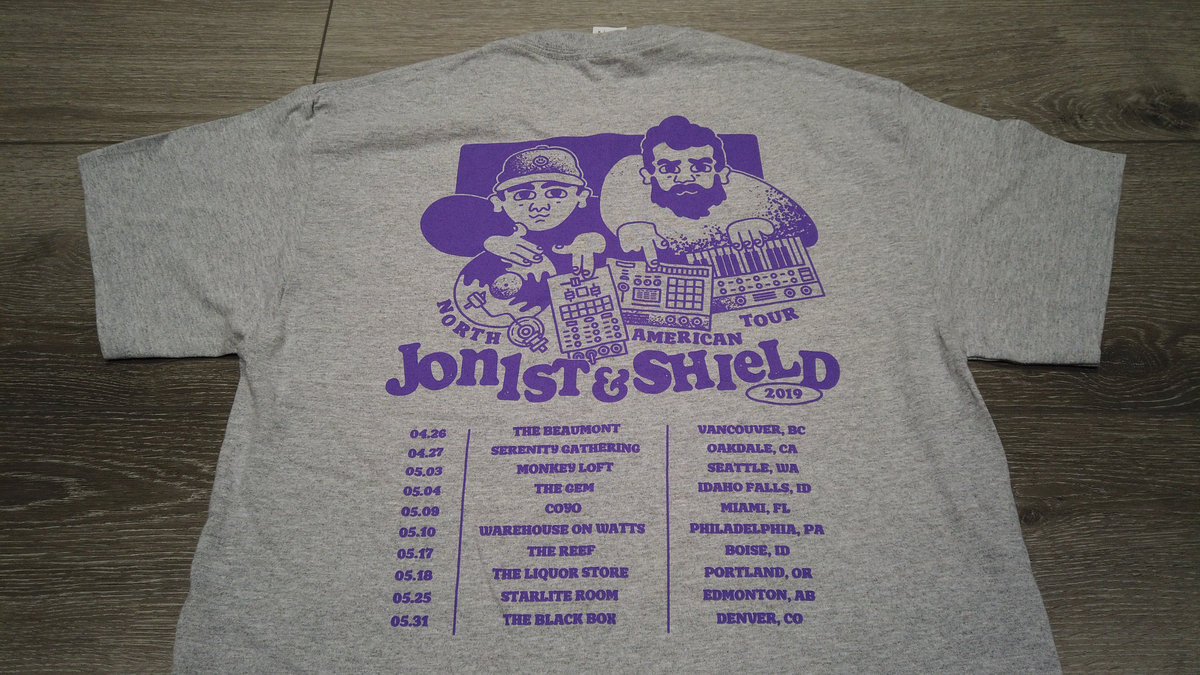 NORTH AMERICAN TOUR
JON1ST & SHIELD
2019
04.26 THE BEAUMONT VANCOUVER, BC
04.27 SERENITY GATHERING OAKDALE, CA
05.03 MONKEY LOFT SEATTLE, WA
05.04 THE GEM IDAHO FALLS, ID
05.09 COYO MIAMI, FL
05.10 WAREHOUSE ON WATTS PHILADELPHIA, PA
05.17 THE REEF BOISE, ID
05.18 THE LIQUOR STORE PORTLAND, OR
05.25 STARLITE ROOM EDMONTON, AB
05.31 THE BLACK BOX DENVER, CO